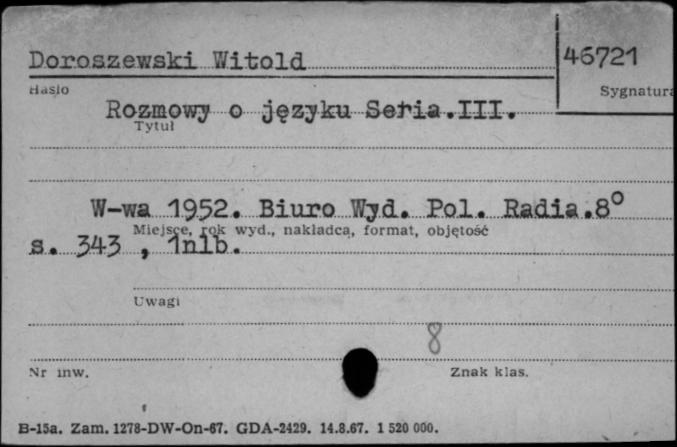 Doroszewski Witold
46721
Hasło
Sygnatura
Rozmowy o języku Seria.III.
Tytuł
W-wa 1952. Biuro Wyd. Pol. Radia.8°
Miejsce, rok wyd., nakładca, format, objętość
s. 343 , 1nlb.
Uwagi
8
Nr inw.
Znak klas.
B-15a. Zam. 1278-DW-On-67. GDA-2429. 14.8.67. 1 520 000.